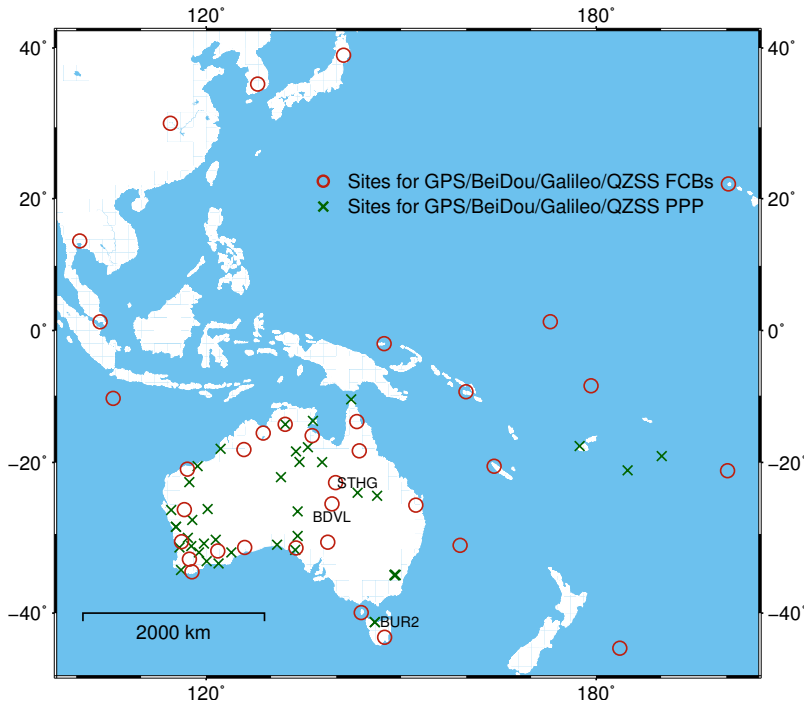 120˚ 180˚
40˚ 40˚
Sites for GPS/BeiDou/Galileo/QZSS FCBs
20˚ 20˚
Sites for GPS/BeiDou/Galileo/QZSS PPP
0˚ 0˚
−20˚ −20˚
STHG
BDVL
−40˚ −40˚
BUR2
2000 km
120˚ 180˚